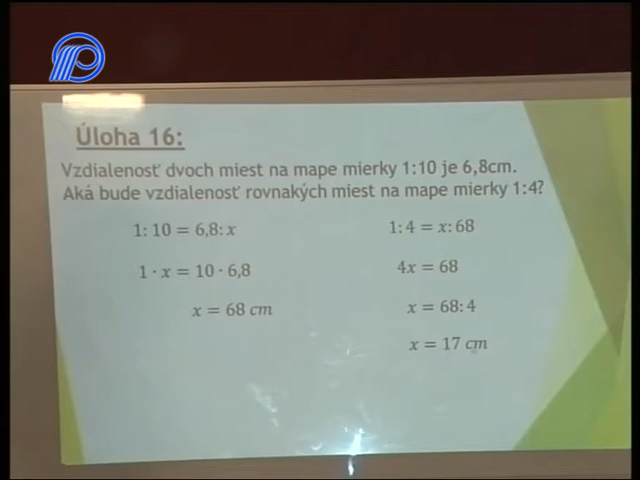 Úloha 16:
Vzdialenosť dvoch miest na mape mierky 1:10 je 6,8cm.
Aká bude vzdialenosť rovnakých miest na mape mierky 1:4?
1:10 = 6,8:x
1 · x = 10 · 6,8
x = 68 cm
1:4 = x:68
4x = 68
x = 68:4
x = 17 cm